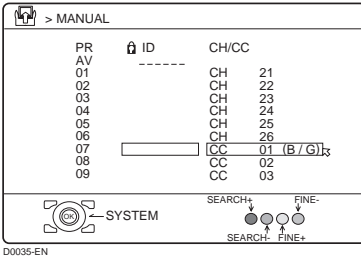 > MANUAL
PR ID CH/CC
AV ------
01 CH 21
02 CH 22
03 CH 23
04 CH 24
05 CH 25
06 CH 26
07 CC 01 (B / G)
08 CC 02
09 CC 03
SEARCH+ FINE-
OK SYSTEM
SEARCH- FINE+
D0035-EN